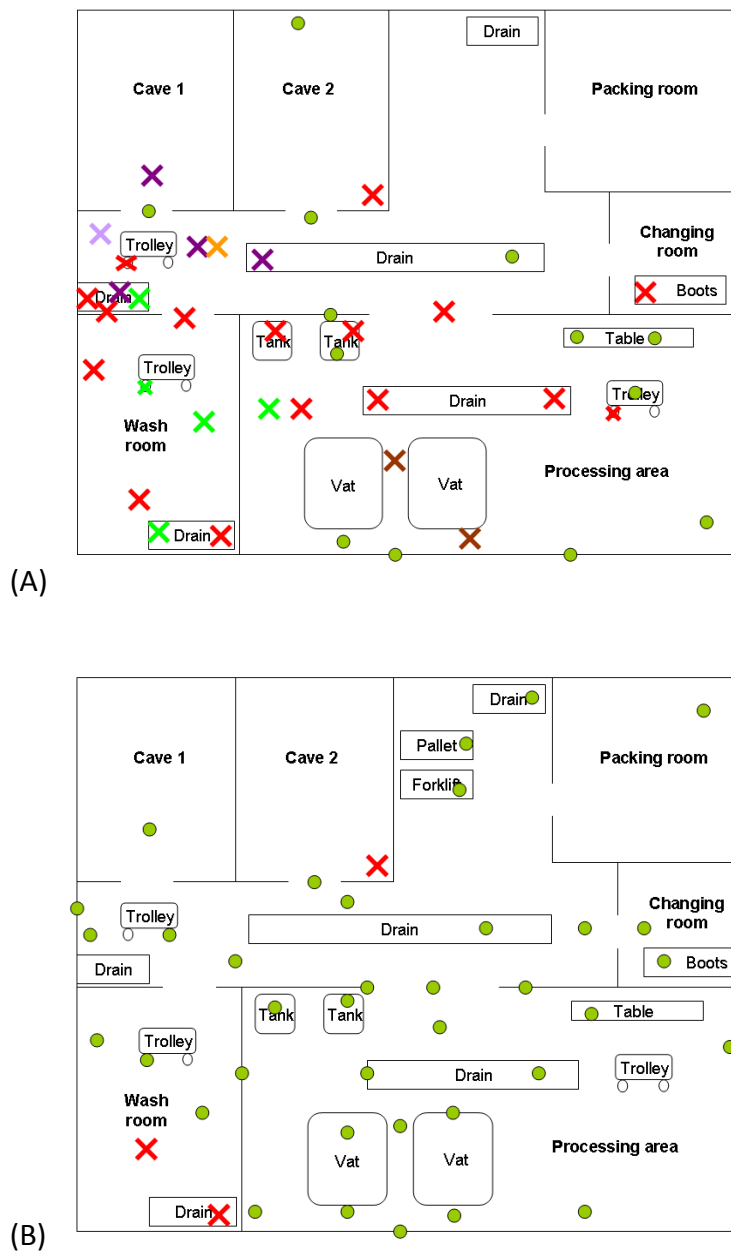 Drain
Cave 1
Cave 2
Packing room
Changing
room
Trolley
Drain
Drain
Boots
Tank
Tank
Table
Trolley
Drain
Trolley
Wash
room
Vat
Vat
Processing area
Drain
(A)
Drain
Pallet
Cave 1
Cave 2
Packing room
Forklift
Changing
room
Trolley
Drain
Drain
Boots
Tank
Tank
Table
Trolley
Drain
Trolley
Wash
room
Processing area
Vat
Vat
Drain
(B)